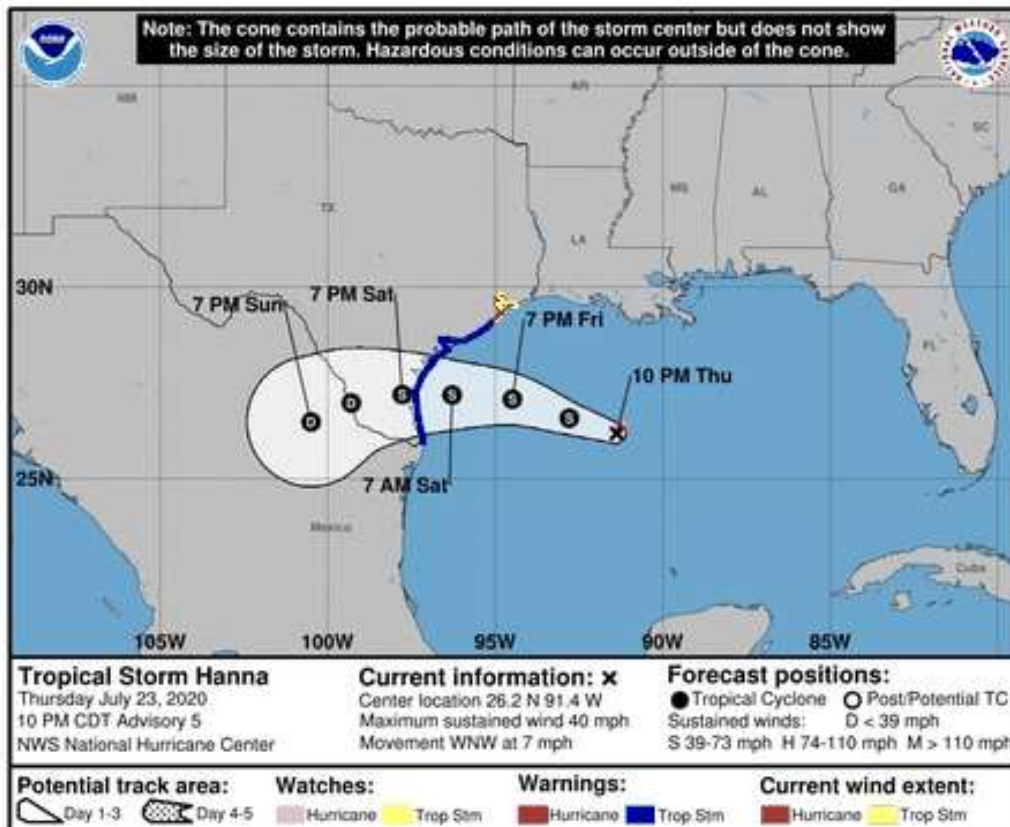 Note: The cone contains the probable path of the storm center but does not show
the size of the storm. Hazardous conditions can occur outside of the cone.
NOAA
NM
AR
SC
TX
MS
AL
GA
LA
30N
7 PM Sun
7 PM Sat
7 PM Fri
FL
10 PM Thu
25N
7 AM Sat
Mexico
Cuba
105W
100W
95W
90W
85W
S
S
S
S
D
D
Tropical Storm Hanna
Thursday July 23, 2020
10 PM CDT Advisory 5
NWS National Hurricane Center
Current information: ×
Center location 26.2 N 91.4 W
Maximum sustained wind 40 mph
Movement WNW at 7 mph
Forecast positions:
Tropical Cyclone Post/Potential TC
Sustained winds: D < 39 mph
S 39-73 mph H 74-110 mph M > 110 mph
Potential track area:
Day 1-3 Day 4-5
Watches:
Hurricane Trop Stm
Warnings:
Hurricane Trop Stm
Current wind extent:
Hurricane Trop Stm